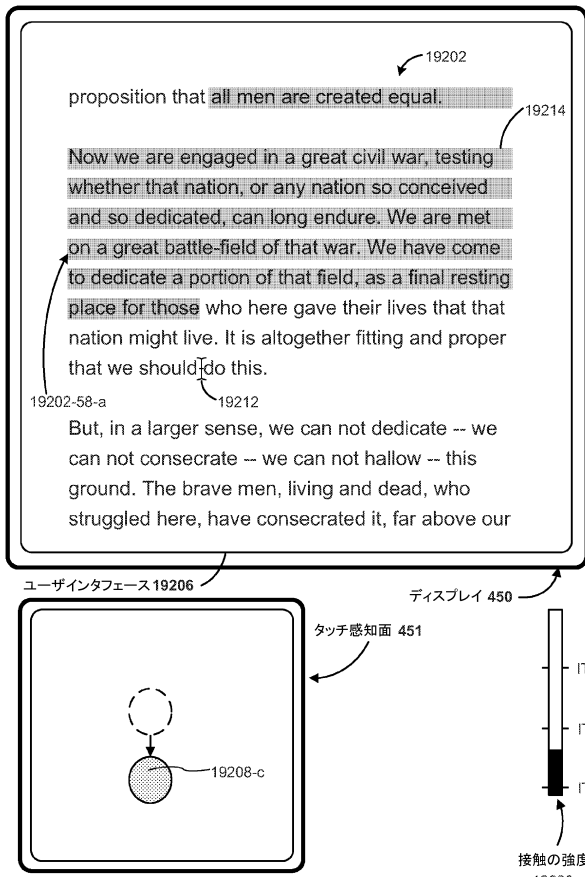 19202
proposition that all men are created equal.
19214
Now we are engaged in a great civil war, testing
whether that nation, or any nation so conceived
and so dedicated, can long endure. We are met
on a great battle-field of that war. We have come
to dedicate a portion of that field, as a final resting
place for those who here gave their lives that that
nation might live. It is altogether fitting and proper
that we should do this.
19202-58-a
19212
But, in a larger sense, we can not dedicate -- we
can not consecrate -- we can not hallow -- this
ground. The brave men, living and dead, who
struggled here, have consecrated it, far above our
ユーザインタフェース 19206
ディスプレイ 450
タッチ感知面 451
19208-c
IT
IT
IT
接触の強度